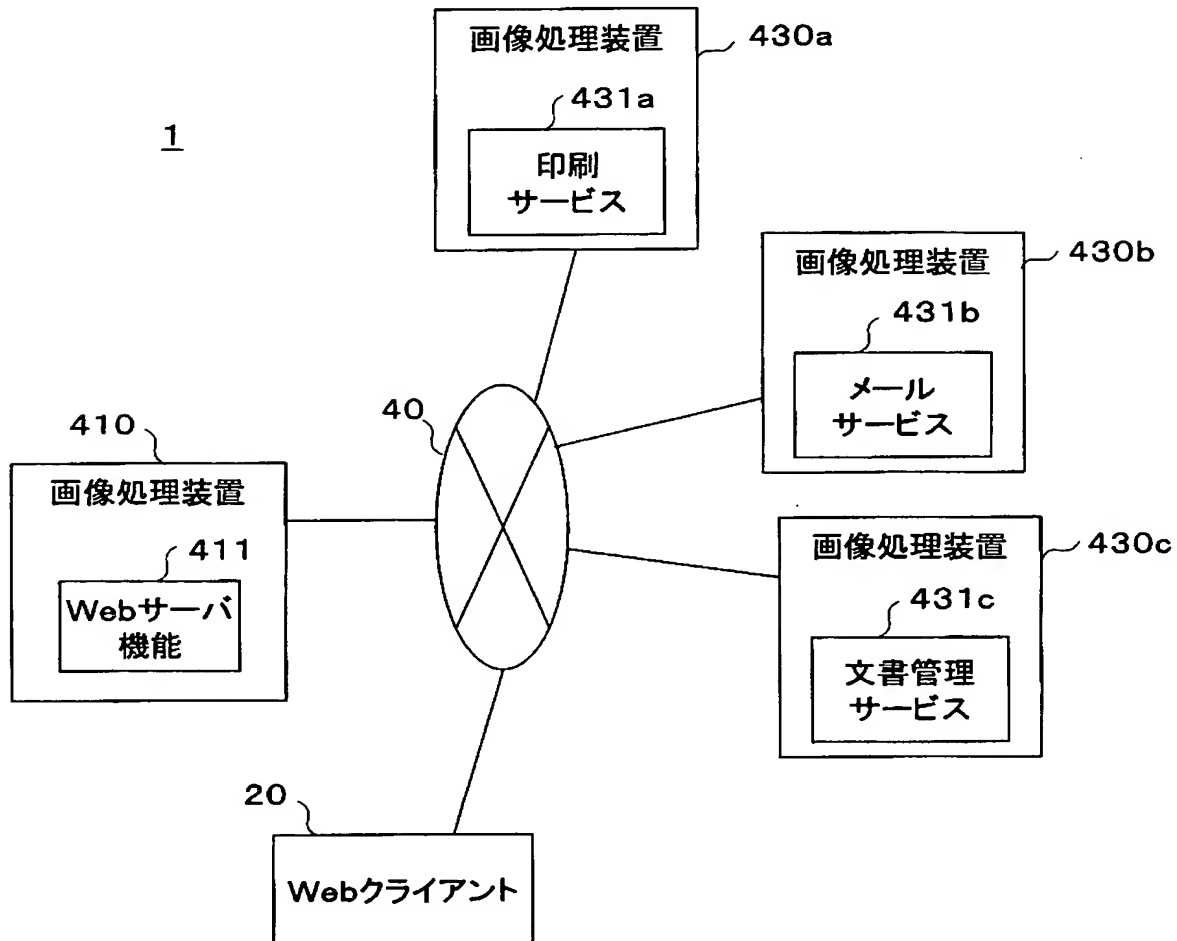 画像処理装置
430a
431a
印刷
サービス
1
画像処理装置
430b
431b
メール
サービス
410
画像処理装置
411
Webサーバ
機能
40
画像処理装置
430c
431c
文書管理
サービス
20
Webクライアント